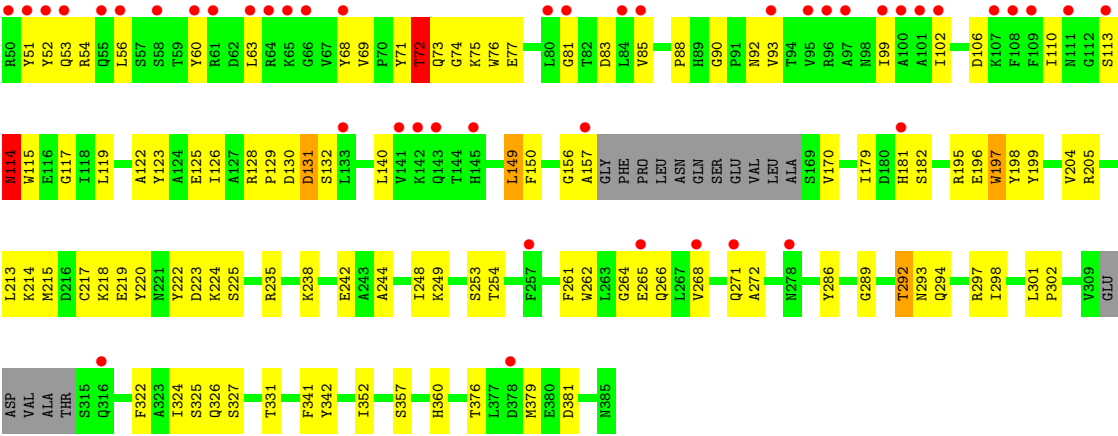 R50 Y51 Y52 Q53 R54 Q55 L56 S57 S58 T59 Y60 R61 D62 L63 R64 K65 G66 V67 Y68 V69 P70 Y71 T72 Q73 G74 K75 W76 E77 L80 G81 T82 D83 L84 V85 P88 H89 G90 P91 N92 V93 T94 V95 R96 A97 N98 I99 A100 A101 I102 D106 K107 F108 F109 I110 N111 G112 S113
N114 W115 E116 G117 I118 L119 A122 Y123 A124 E125 I126 A127 R128 P129 D130 D131 S132 L133 L140 V141 K142 Q143 T144 H145 L149 F150 G156 A157 GLY PHE PRO LEU ASN GLN SER GLU VAL LEU ALA S169 V170 I179 D180 H181 S182 R195 E196 W197 Y198 Y199 V204 R205
L213 K214 M215 D216 C217 K218 E219 Y220 N221 Y222 D223 K224 S225 R235 K238 E242 A243 A244 I248 K249 S253 T254 F257 F261 W262 L263 G264 E265 Q266 L267 V268 Q271 A272 N278 Y286 G289 T292 N293 Q294 R297 I298 L301 P302 V309 GLU
ASP VAL ALA THR S315 Q316 F322 A323 I324 S325 Q326 S327 T331 F341 Y342 I352 S357 H360 T376 L377 D378 M379 E380 D381 N385